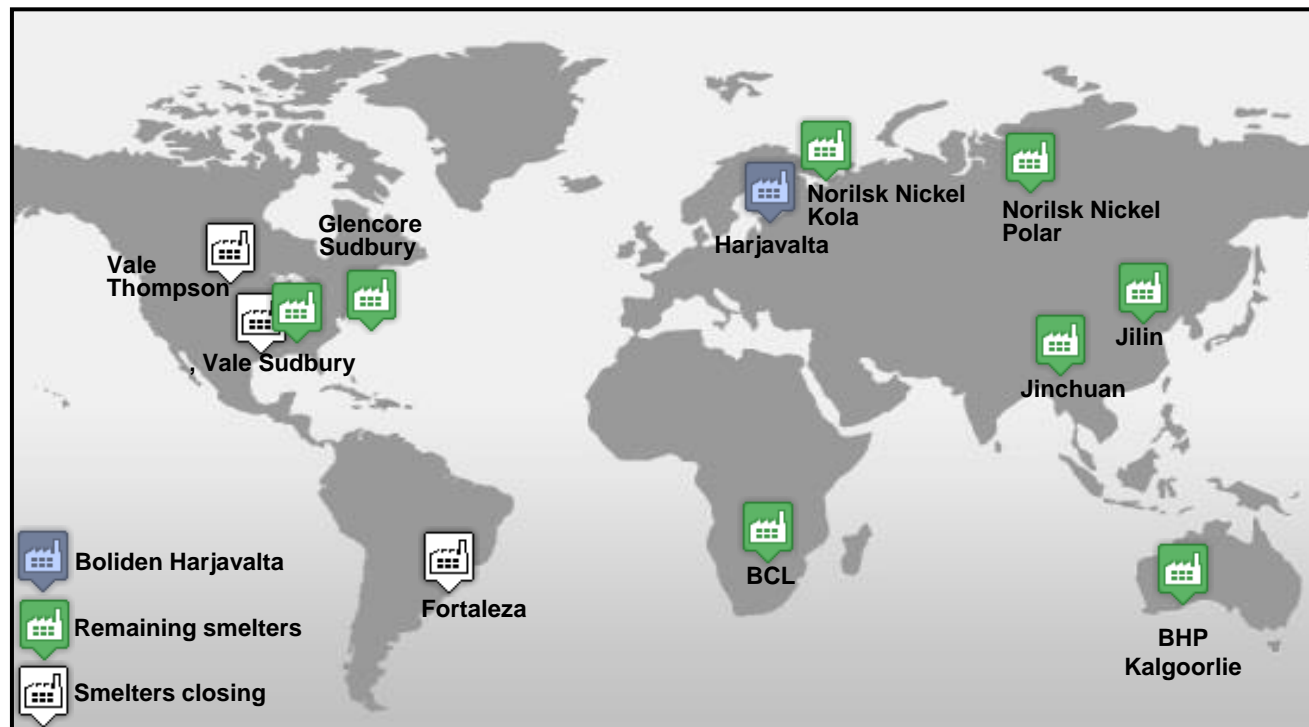 Glencore
Sudbury
Vale
Thompson
, Vale Sudbury
Norilsk Nickel
Kola
Harjavalta
Norilsk Nickel
Polar
Jilin
Jinchuan
BCL
Fortaleza
BHP
Kalgoorlie
Boliden Harjavalta
Remaining smelters
Smelters closing